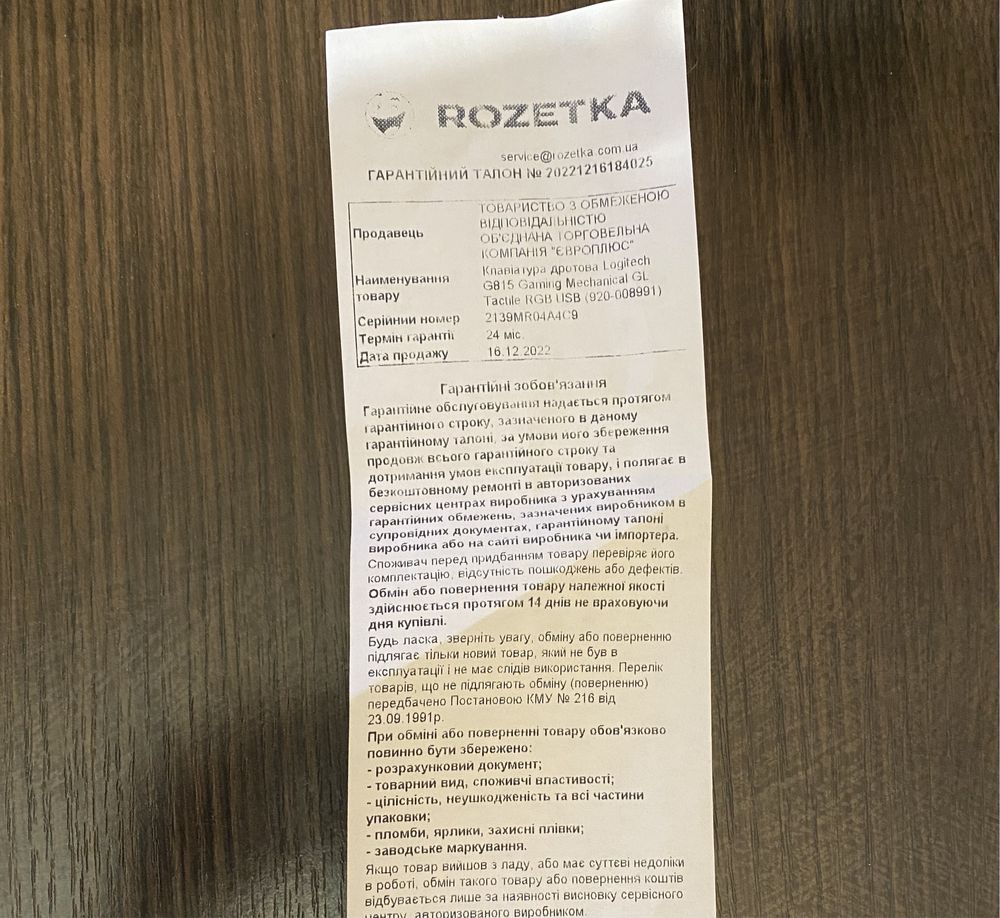 ROZETKA
service@rozetka.com.ua
ГАРАНТІЙНИЙ ТАЛОН № 20221216184025
Продавець
ТОВАРИСТВО З ОБМЕЖЕНОЮ
ВІДПОВІДАЛЬНІСТЮ
ОБ'ЄДНАНА ТОРГОВЕЛЬНА
КОМПАНІЯ "ЄВРОПЛЮС"
Наименування
товару
Клавіатура дротова Logitech
G815 Gaming Mechanical GL
Tactile RGB USB (920-008991)
Серійний номер 2139MR04A4C9
Термін гарантії 24 міс.
Дата продажу 16.12.2022
Гарантійні зобов'язання
Гарантійне обслуговування надається протягом
гарантійного строку, зазначеного в даному
гарантійному талоні, за умови його збереження
продовж всього гарантійного строку та
дотримання умов експлуатації товару, і полягає в
безкоштовному ремонті в авторизованих
сервісних центрах виробника з урахуванням
гарантійних обмежень, зазначених виробником в
супровідних документах, гарантійному талоні
виробника або на сайті виробника чи імпортера.
Споживач перед придбанням товару перевіряє його
комплектацію, відсутність пошкоджень або дефектів.
Обмін або повернення товару належної якості
здійснюється протягом 14 днів не враховуючи
дня купівлі.
Будь ласка, зверніть увагу, обміну або поверненню
підлягає тільки новий товар, який не був в
експлуатації і не має слідів використання. Перелік
товарів, що не підлягають обміну (поверненню)
передбачено Постановою КМУ № 216 від
23.09.1991р.
При обміні або поверненні товару обов'язково
повинно бути збережено:
- розрахунковий документ;
- товарний вид, споживчі властивості;
- цілісність, неушкодженість та всі частини
упаковки;
- пломби, ярлики, захисні плівки;
- заводське маркування.
Якщо товар вийшов з ладу, або має суттєві недоліки
в роботі, обмін такого товару або повернення коштів
відбувається лише за наявності висновку сервісного
центру, авторизованого виробником.